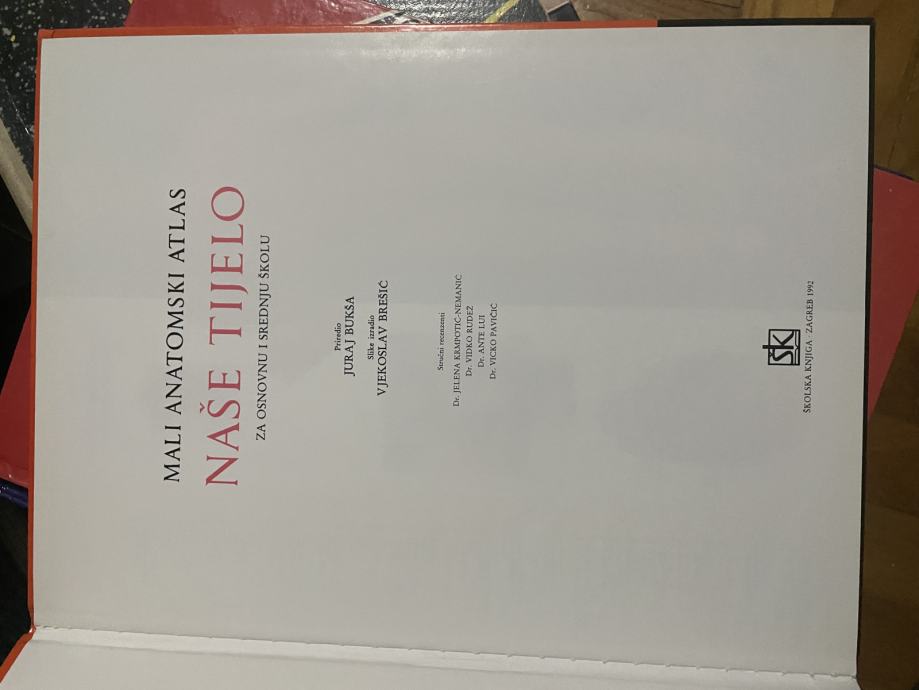 MALI ANATOMSKI ATLAS
NAŠE TIJELO
ZA OSNOVNU I SREDNJU ŠKOLU
Priredio
JURAJ BUKŠA
Slike izradio
VJEKOSLAV BREŠIĆ
Stručni recenzenti
Dr. JELENA KRMPOTIĆ-NEMANIĆ
Dr. VIDKO RUDEŽ
Dr. ANTE LUI
Dr. VICKO PAVIČIĆ
šk
ŠKOLSKA KNJIGA · ZAGREB 1992